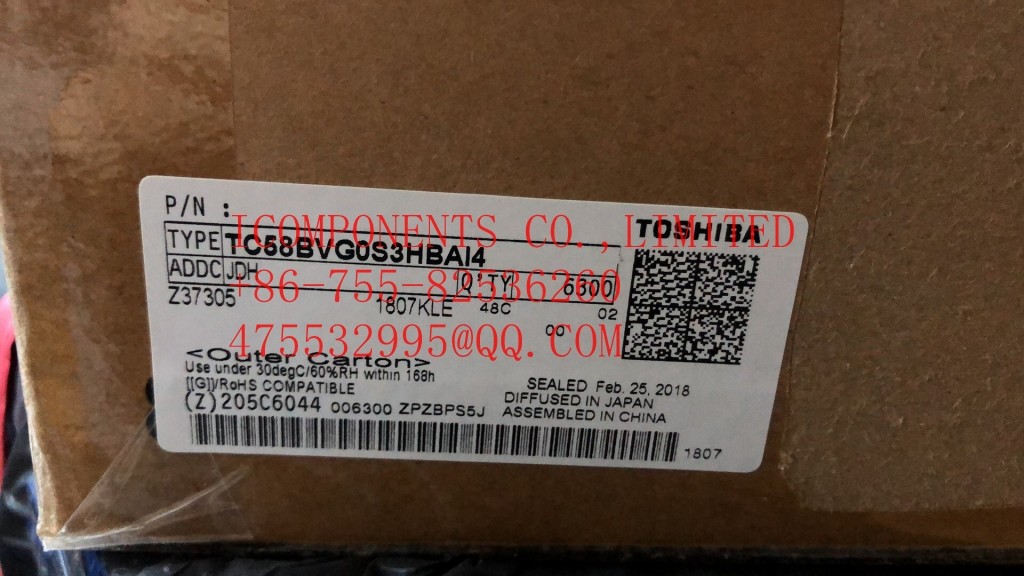 P/N :
ICOMPONENTS CO.,LIMITED
TOSHIBA
TYPE TC58BVG0S3HBAI4
ADDC JDH Q'TY 6300
+86-755-82536260
Z37305 1807KLE 48C 02
00
475532995@QQ.COM
<Outer Carton>
Use under 30degC/60%RH within 168h
[[G]]/RoHS COMPATIBLE
SEALED Feb. 25, 2018
DIFFUSED IN JAPAN
(Z)205C6044 006300 ZPZBPS5J ASSEMBLED IN CHINA
1807